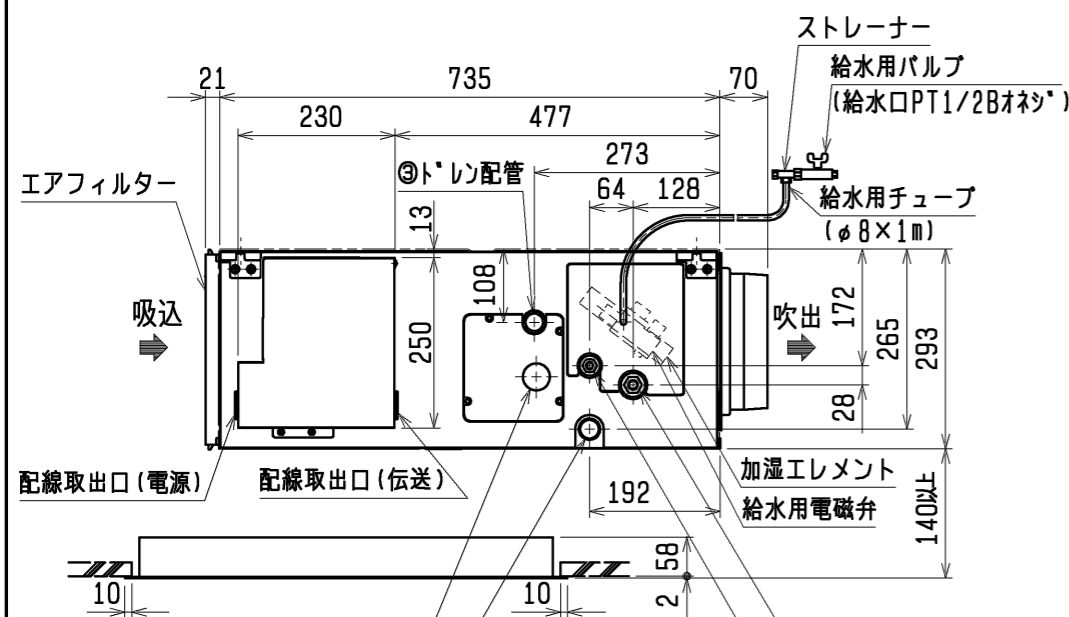 ストレーナー
給水用バルブ
(給水口PT1/2Bオネジ)
21
735
70
230
477
273
③ドレン配管
64
128
エアフィルター
給水用チューブ
(φ8×1m)
13
108
吸込
250
吹出
172
265
293
28
配線取出口(電源)
配線取出口(伝送)
加湿エレメント
192
給水用電磁弁
140以上
58
10
10
2